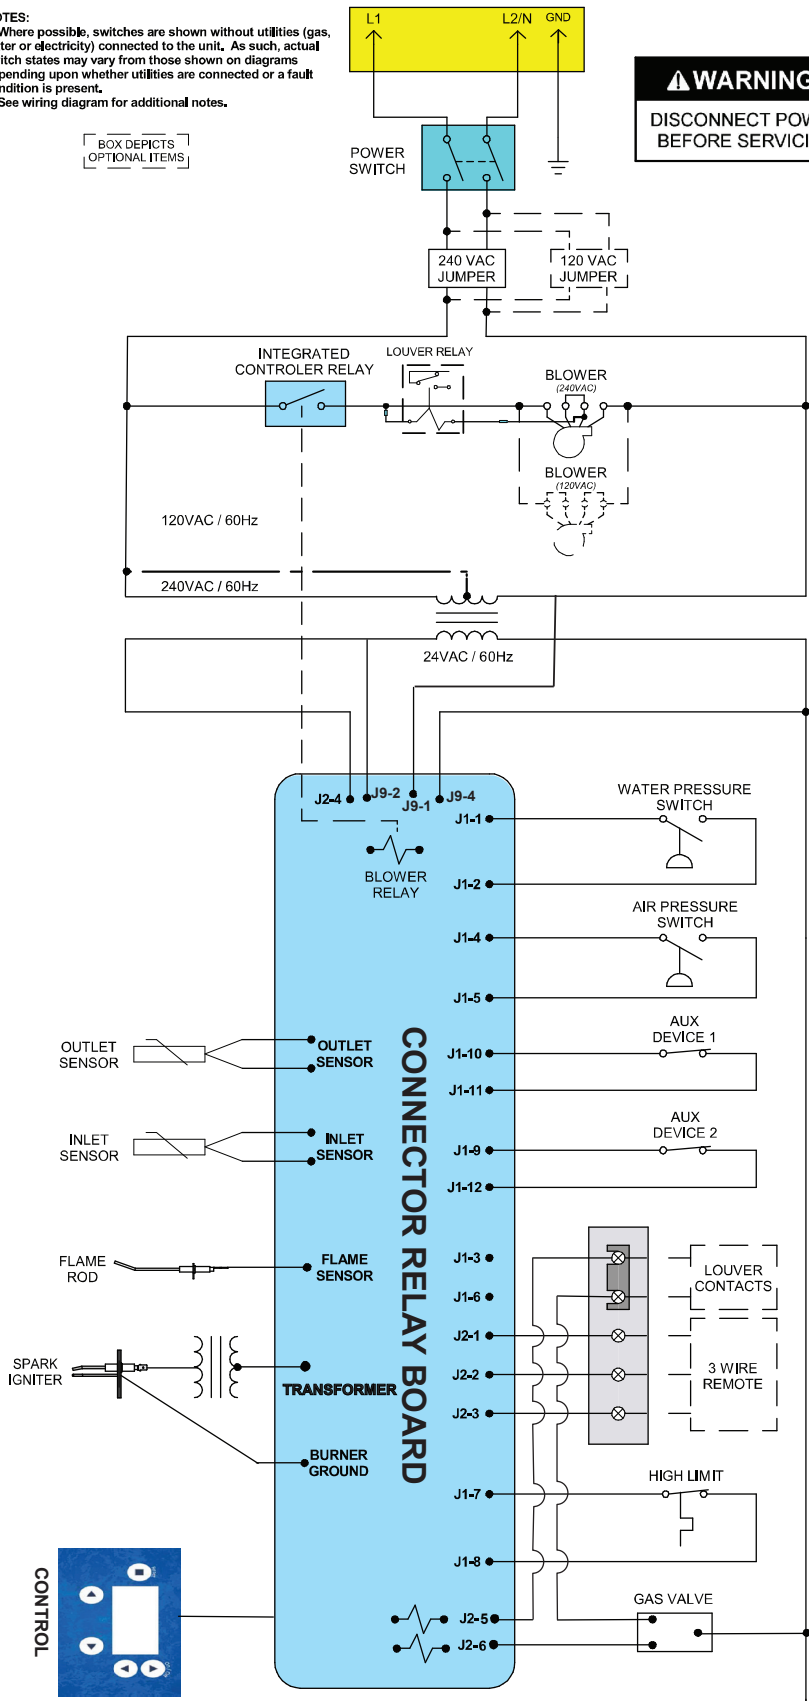 OTES:
Where possible, switches are shown without utilities (gas,
ter or electricity) connected to the unit.  As such, actual
itch states may vary from those shown on diagrams
pending upon whether utilities are connected or a fault
ndition is present.
See wiring diagram for additional notes.
BOX DEPICTS
OPTIONAL ITEMS
L1
L2/N
GND
WARNING
DISCONNECT POW
BEFORE SERVICI
POWER
SWITCH
240 VAC
JUMPER
120 VAC
JUMPER
INTEGRATED
CONTROLER RELAY
LOUVER RELAY
BLOWER
(240VAC)
BLOWER
(120VAC)
120VAC / 60Hz
240VAC / 60Hz
24VAC / 60Hz
J2-4
J9-2
J9-1
J9-4
BLOWER
RELAY
J1-1
WATER PRESSURE
SWITCH
J1-2
AIR PRESSURE
SWITCH
J1-4
J1-5
CONNECTOR RELAY BOARD
OUTLET
SENSOR
OUTLET
SENSOR
AUX
DEVICE 1
J1-10
J1-11
INLET
SENSOR
INLET
SENSOR
AUX
DEVICE 2
J1-9
J1-12
FLAME
ROD
FLAME
SENSOR
J1-3
J1-6
LOUVER
CONTACTS
J2-1
J2-2
J2-3
3 WIRE
REMOTE
SPARK
IGNITER
TRANSFORMER
BURNER
GROUND
HIGH LIMIT
J1-7
J1-8
CONTROL
GAS VALVE
J2-5
J2-6